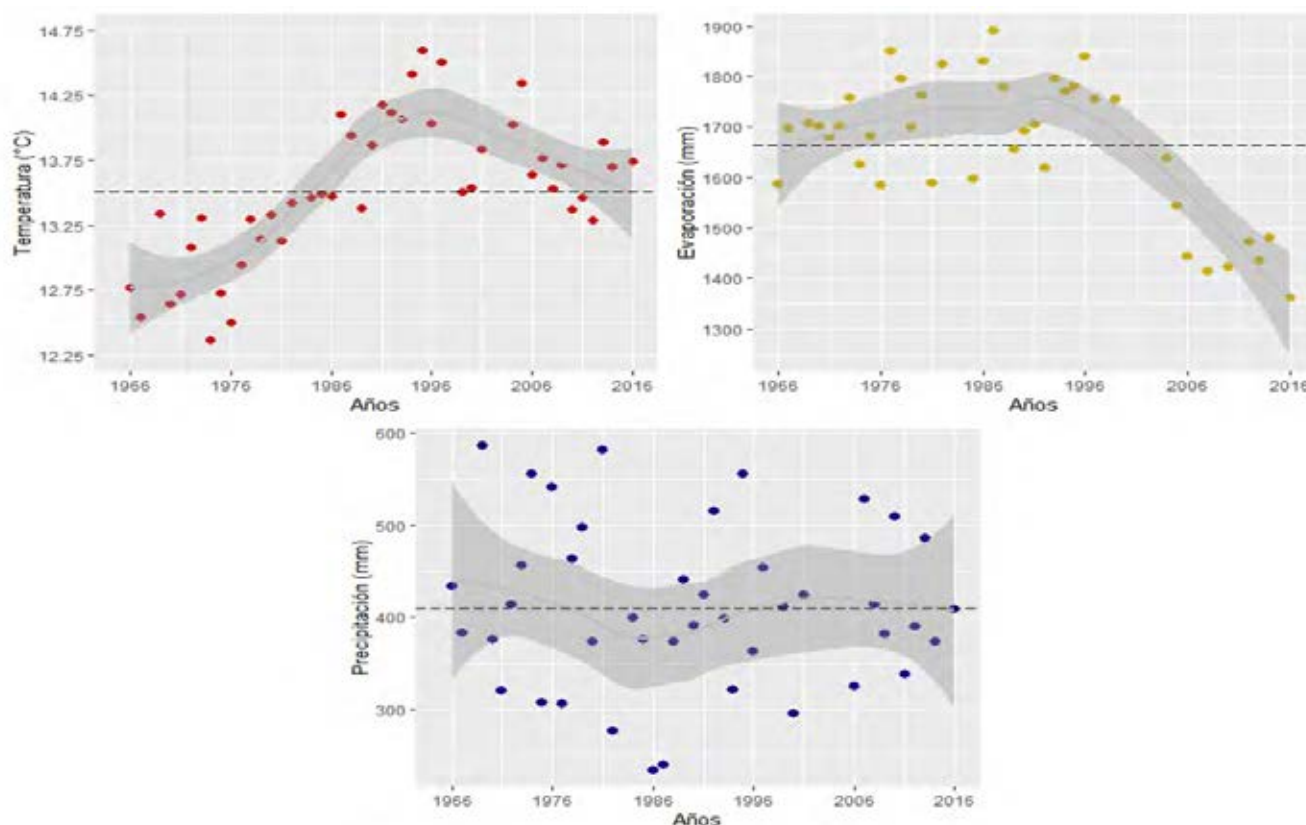 Temperatura (°C)
14.75
14.25
13.75
13.25
12.75
12.25
1966 1976 1986 1996 2006 2016
Años
Evaporación (mm)
1900
1800
1700
1600
1500
1400
1300
1966 1976 1986 1996 2006 2016
Años
Precipitación (mm)
600
500
400
300
1966 1976 1986 1996 2006 2016
Años